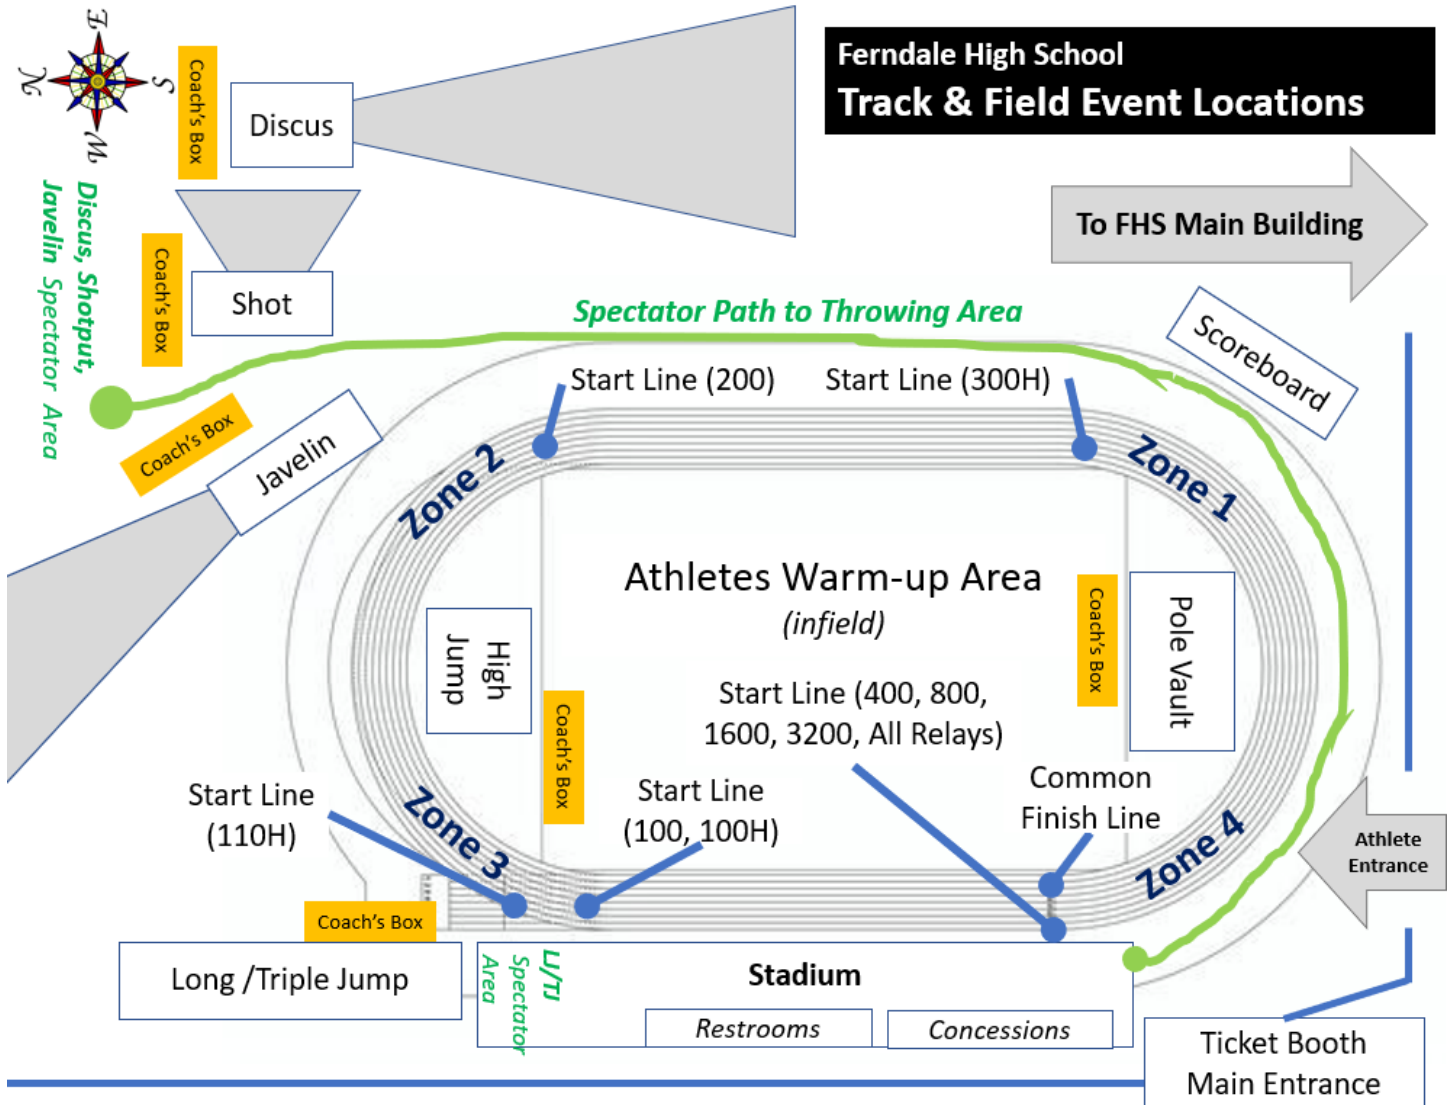 Ferndale High School
Track & Field Event Locations
E
N
S
W
Coach's Box
Discus
To FHS Main Building
Discus, Shotput,
Javelin Spectator Area
Coach's Box
Shot
Spectator Path to Throwing Area
Scoreboard
Start Line (200)
Start Line (300H)
Coach's Box
Javelin
Zone 2
Zone 1
Athletes Warm-up Area
(infield)
High
Jump
Coach's Box
Coach's Box
Pole Vault
Start Line (400, 800,
1600, 3200, All Relays)
Start Line
(110H)
Zone 3
Start Line
(100, 100H)
Common
Finish Line
Zone 4
Athlete
Entrance
Coach's Box
Long /Triple Jump
LJ/TJ
Spectator
Area
Stadium
Restrooms
Concessions
Ticket Booth
Main Entrance